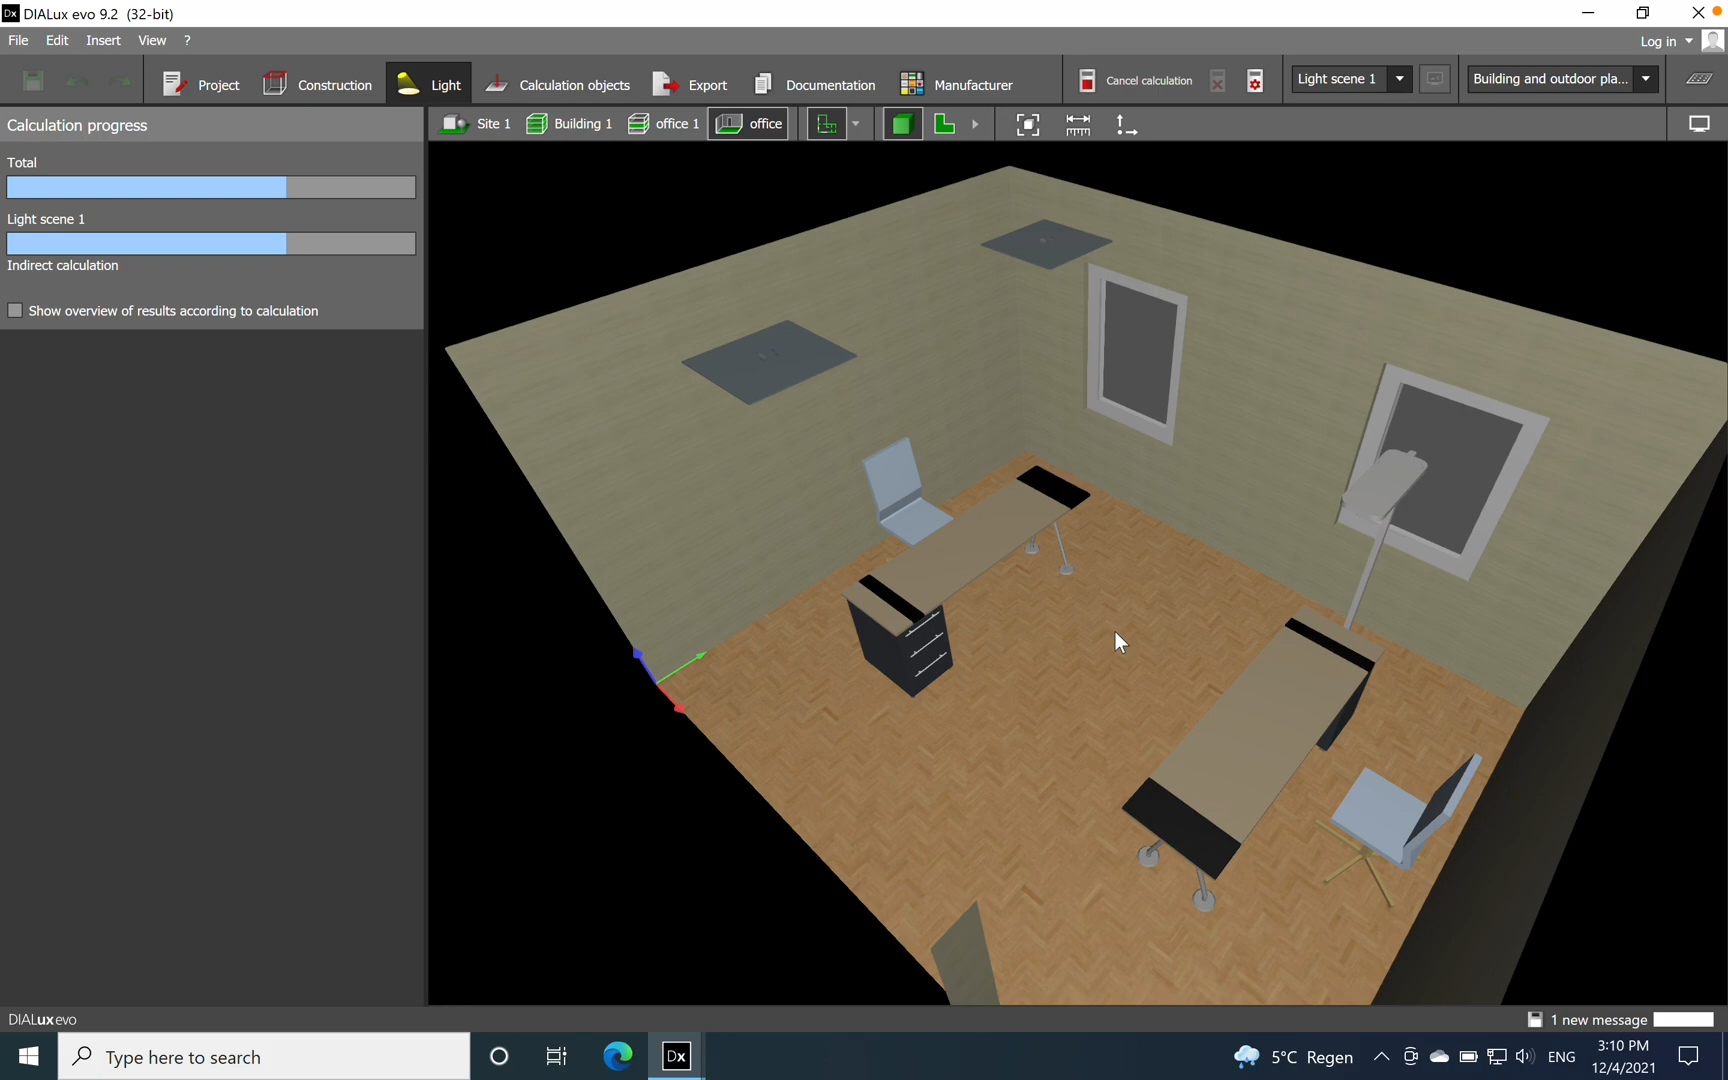 Dx DIALux evo 9.2 (32-bit)
File Edit Insert View ?
Log in
Project Construction Light Calculation objects Export Documentation Manufacturer Cancel calculation Light scene 1 Building and outdoor pla...
Calculation progress
Site 1 Building 1 office 1 office
Total
Light scene 1
Indirect calculation
Show overview of results according to calculation
DIALux evo
1 new message
Type here to search
Dx
5°C Regen
ENG
3:10 PM
12/4/2021